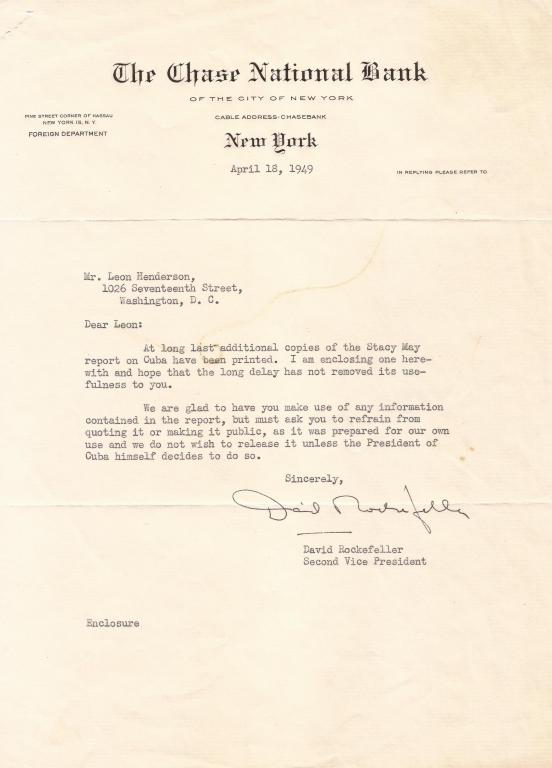 The Chase National Bank
OF THE CITY OF NEW YORK
PINE STREET CORNER OF NASSAU
NEW YORK 15, N. Y.
FOREIGN DEPARTMENT
CABLE ADDRESS-CHASEBANK
New York
April 18, 1949
IN REPLYING PLEASE REFER TO
Mr. Leon Henderson,
1026 Seventeenth Street,
Washington, D. C.
Dear Leon:
At long last additional copies of the Stacy May
report on Cuba have been printed. I am enclosing one here-
with and hope that the long delay has not removed its use-
fulness to you.
We are glad to have you make use of any information
contained in the report, but must ask you to refrain from
quoting it or making it public, as it was prepared for our own
use and we do not wish to release it unless the President of
Cuba himself decides to do so.
Sincerely,
David Rockefeller
David Rockefeller
Second Vice President
Enclosure